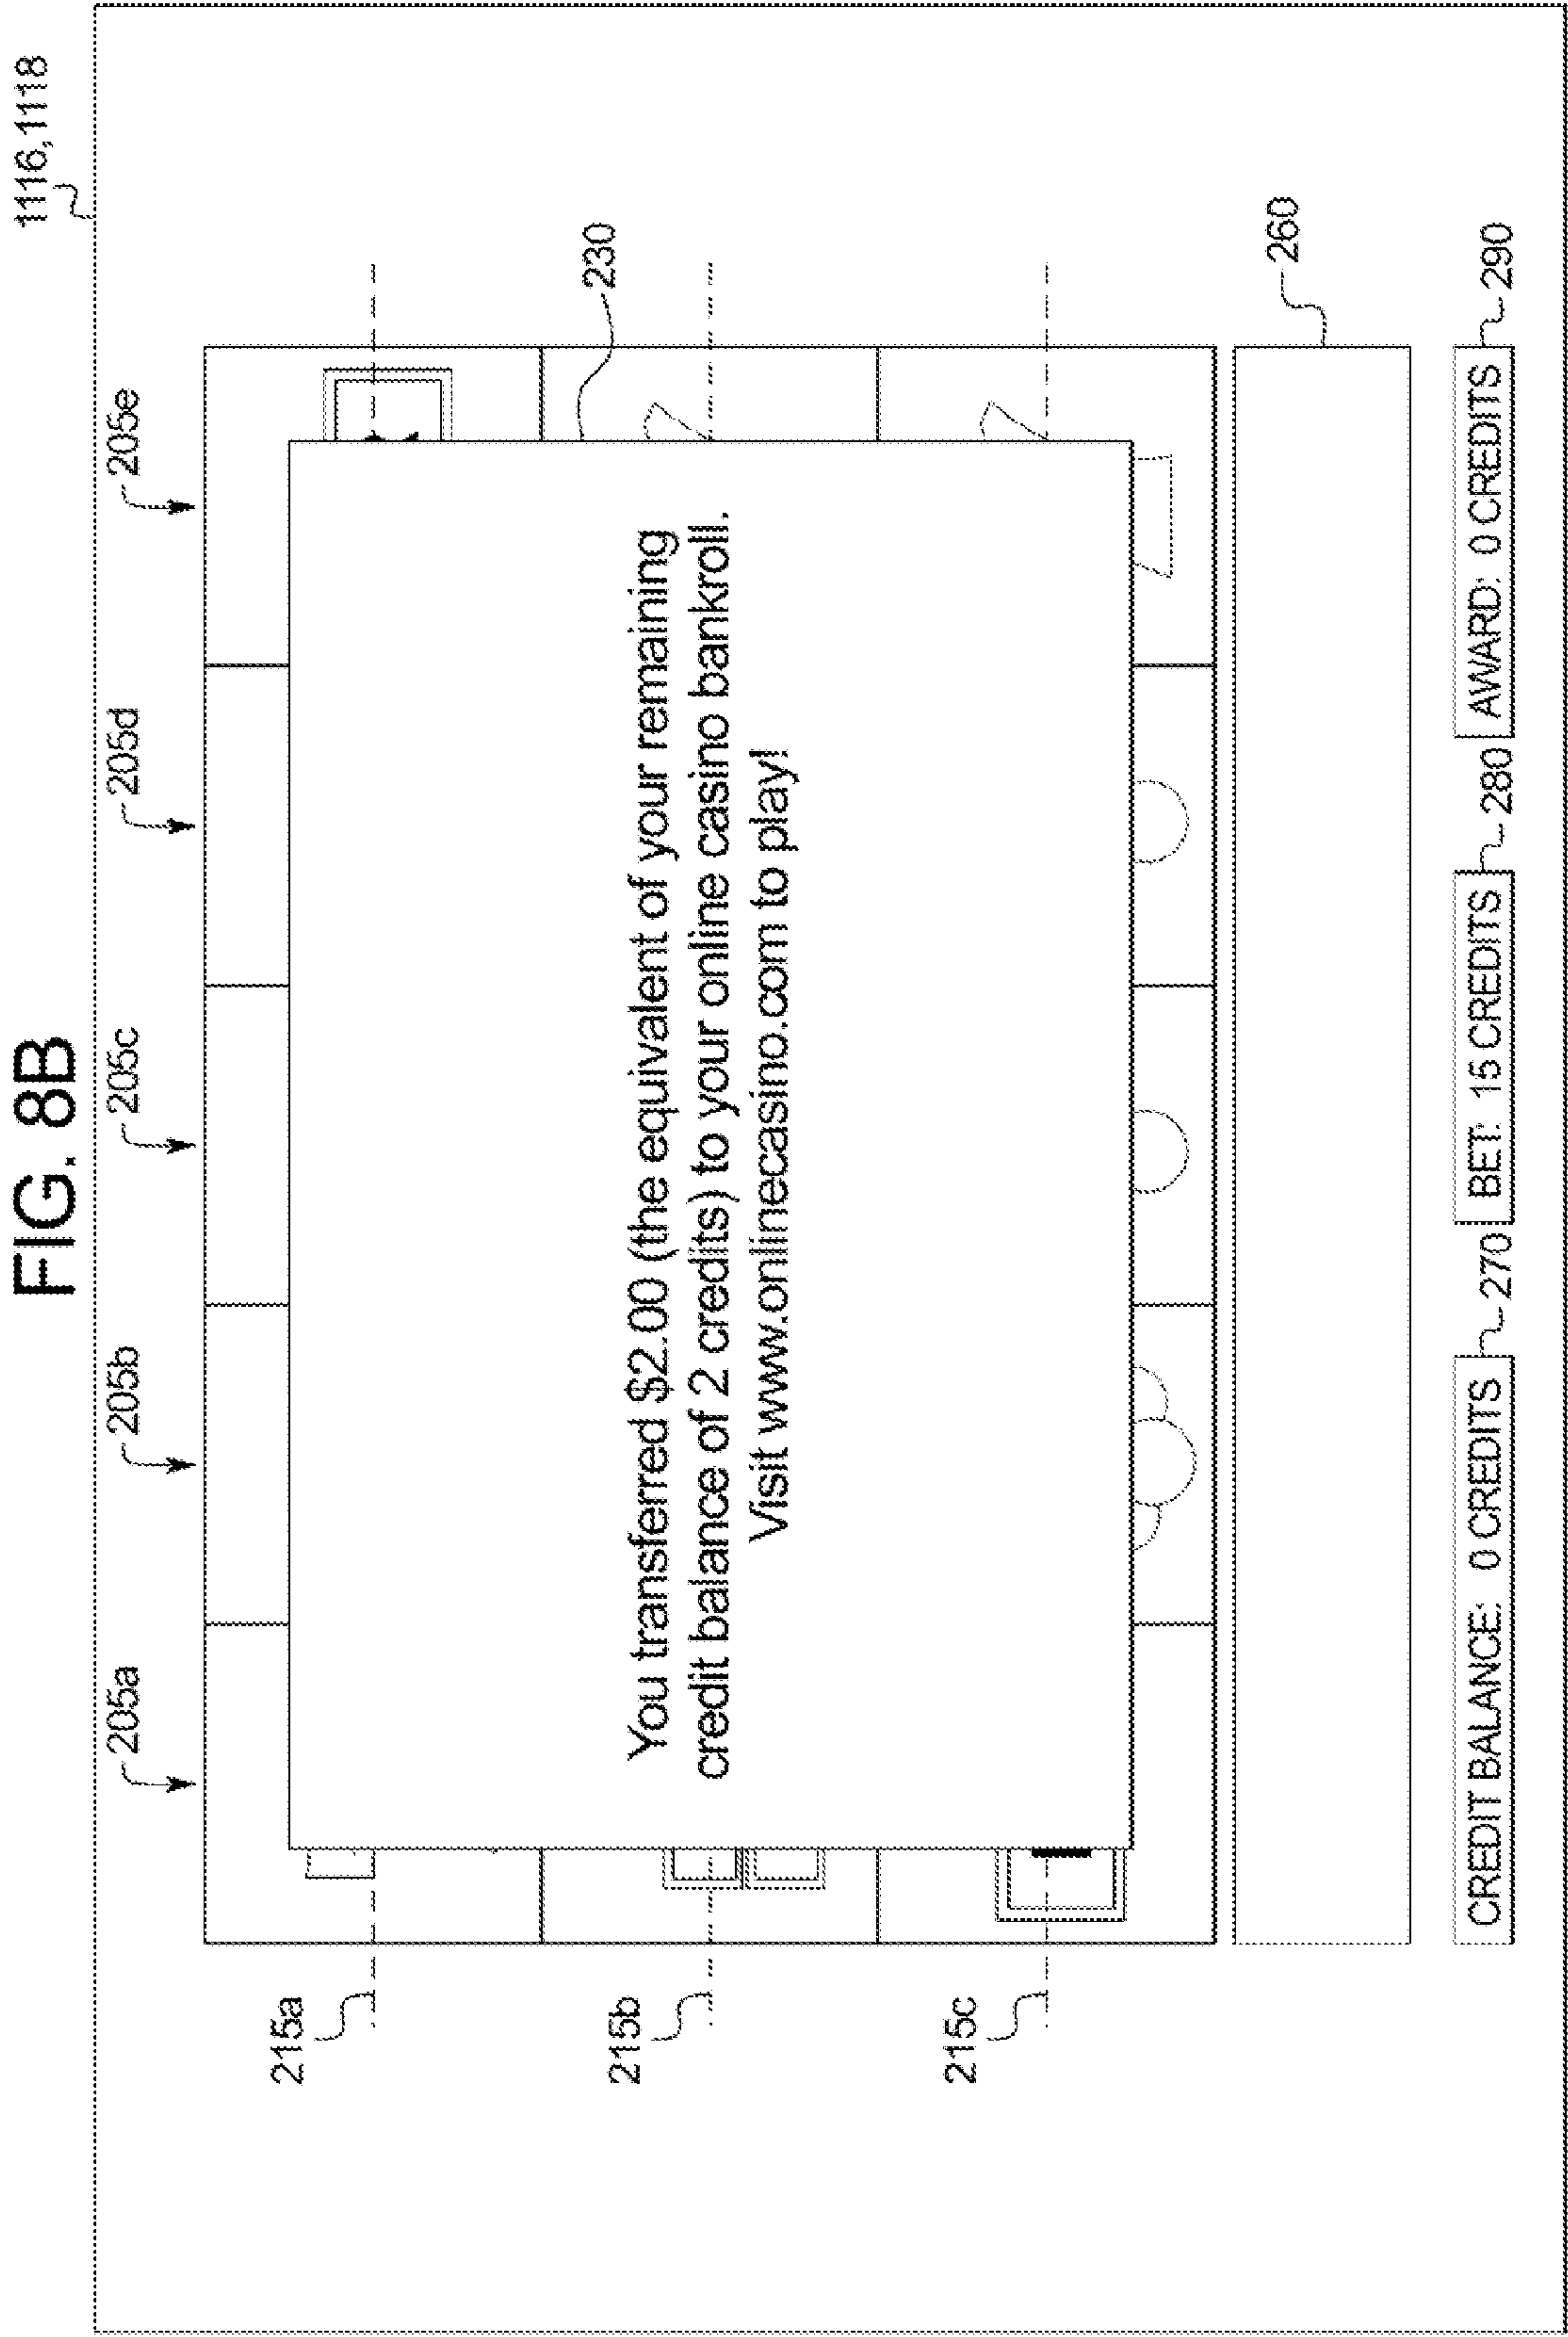 FIG. 8B
1116,1118
205a
205b
205c
205d
205e
215a
215b
215c
230
You transferred $2.00 (the equivalent of your remaining
credit balance of 2 credits) to your online casino bankroll.
Visit www.onlinecasino.com to play!
260
CREDIT BALANCE: 0 CREDITS
270
BET: 15 CREDITS
280
AWARD: 0 CREDITS
290